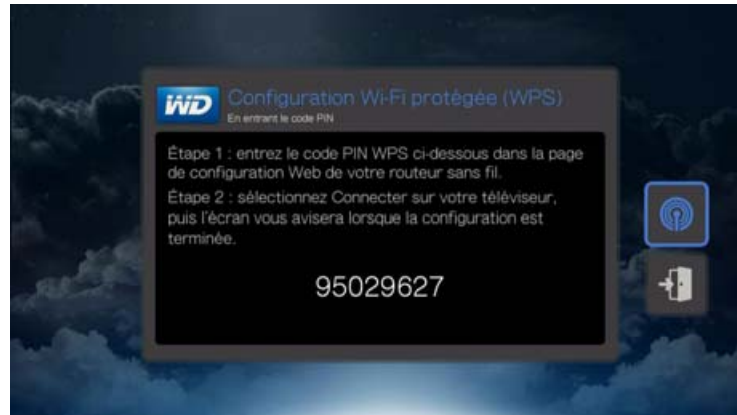 WD
Configuration Wi-Fi protégée (WPS)
En entrant le code PIN
Étape 1 : entrez le code PIN WPS ci-dessous dans la page
de configuration Web de votre routeur sans fil.
Étape 2 : sélectionnez Connecter sur votre téléviseur,
puis l'écran vous avisera lorsque la configuration est
terminée.
95029627